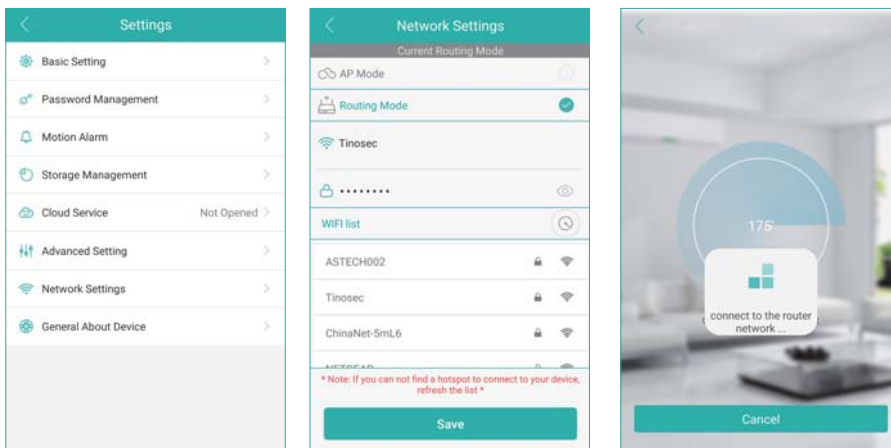 Settings
Basic Setting
Password Management
Motion Alarm
Storage Management
Cloud Service Not Opened
Advanced Setting
Network Settings
General About Device
Network Settings
Current Routing Mode
AP Mode
Routing Mode
Tinosec
••••••••
WIFI list
ASTECH002
Tinosec
ChinaNet-5mL6
* Note: If you can not find a hotspot to connect to your device,
refresh the list *
Save
175'
connect to the router
network ...
Cancel